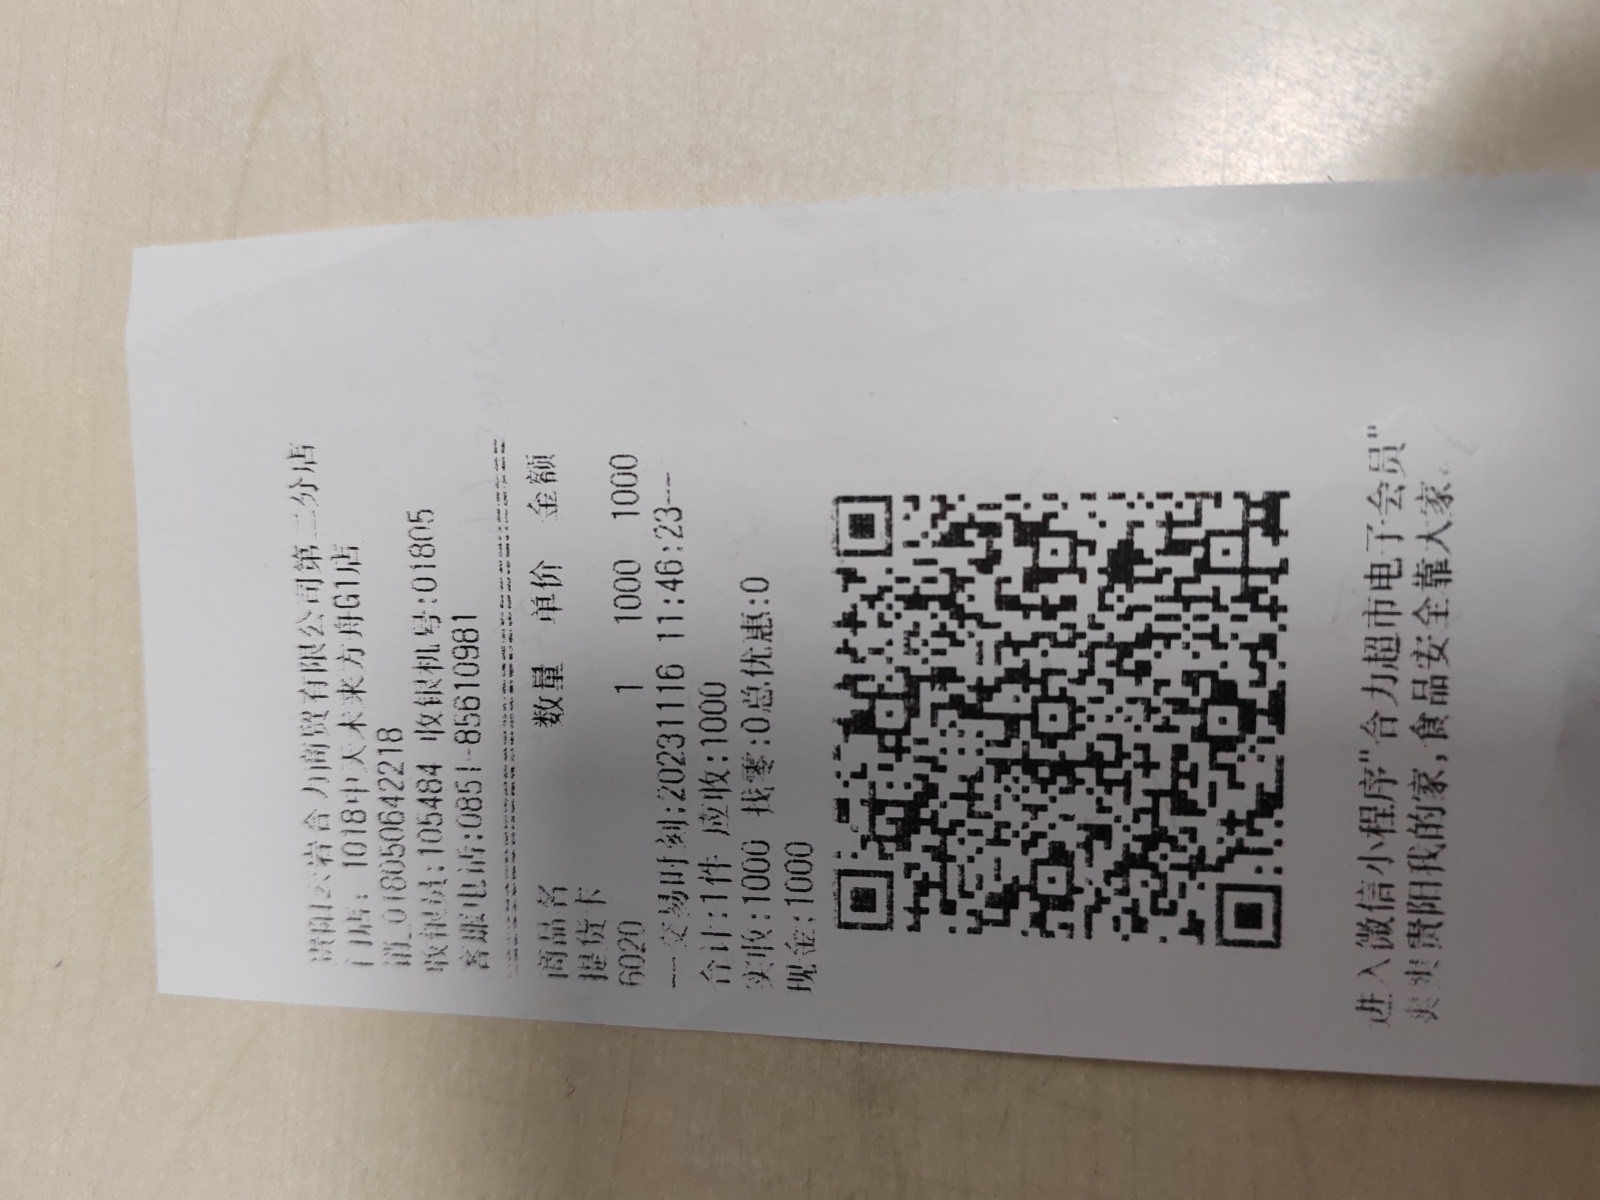 贵阳云岩合力商贸有限公司第二分店
门店: 1018中天未来方舟G1店
销_018050642218
收银员:105484 收银机号:01805
客服电话:0851-85610981
商品名 数量 单价 金额
提货卡
6020 1 1000 1000
--交易时刻:20231116 11:46:23--
合计:1件 应收:1000
实收:1000 找零:0总优惠:0
现金:1000
进入微信小程序"合力超市电子会员"
爽爽贵阳我的家,食品安全靠大家。